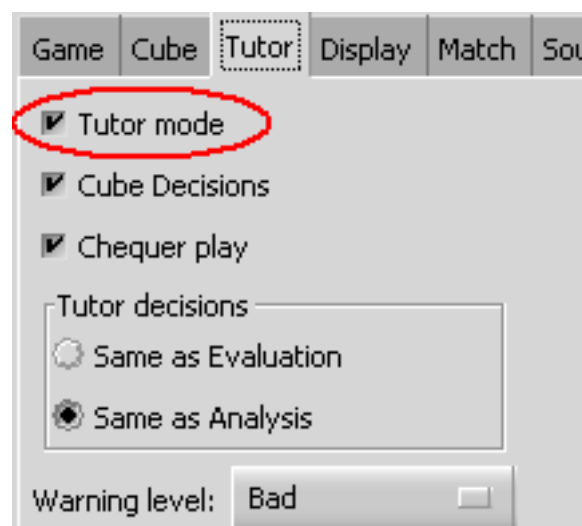 Game Cube Tutor Display Match Sou
Tutor mode
Cube Decisions
Chequer play
Tutor decisions
Same as Evaluation
Same as Analysis
Warning level: Bad